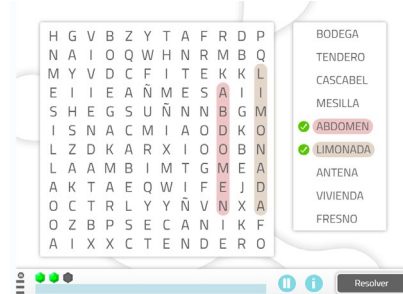 H G V B Z Y T A F R D P
N A I O Q W H N R M B Q
M Y V D C F I T E K K L
E I I E A Ñ M E S A I I
S H E G S U Ñ N N B G M
I S N A C M I A O D K O
L Z D K A R X I O O B N
L A A M B I M T G M E A
A K T A E Q W I F E J D
O C T R L Y Y Ñ V N X A
O Z B P S E C A N I K F
A I X X C T E N D E R O
BODEGA
TENDERO
CASCABEL
MESILLA
ABDOMEN
LIMONADA
ANTENA
VIVIENDA
FRESNO
Resolver